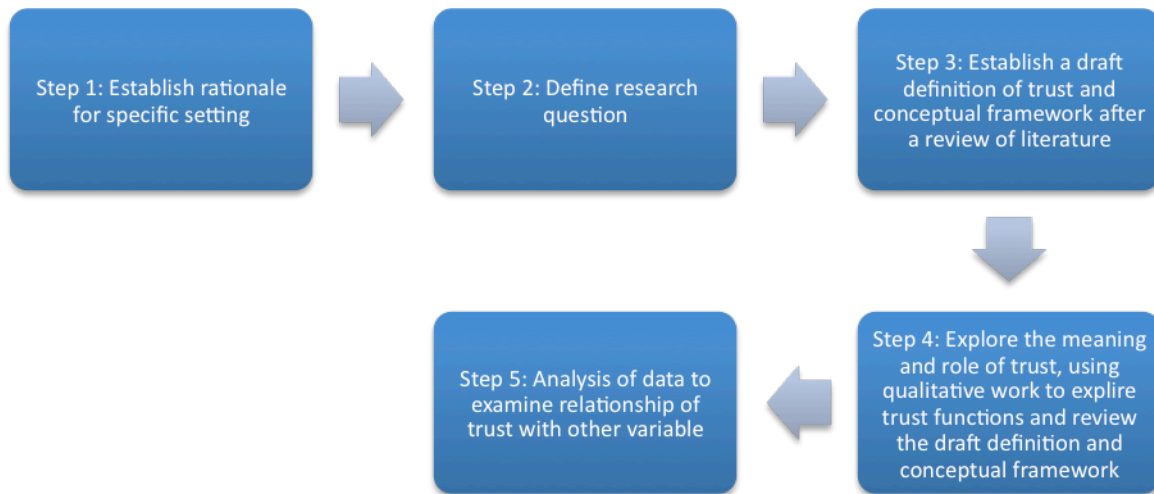 Step 1: Establish rationale
for specific setting
Step 2: Define research
question
Step 3: Establish a draft
definition of trust and
conceptual framework after
a review of literature
Step 4: Explore the meaning
and role of trust, using
qualitative work to explire
trust functions and review
the draft definition and
conceptual framework
Step 5: Analysis of data to
examine relationship of
trust with other variable